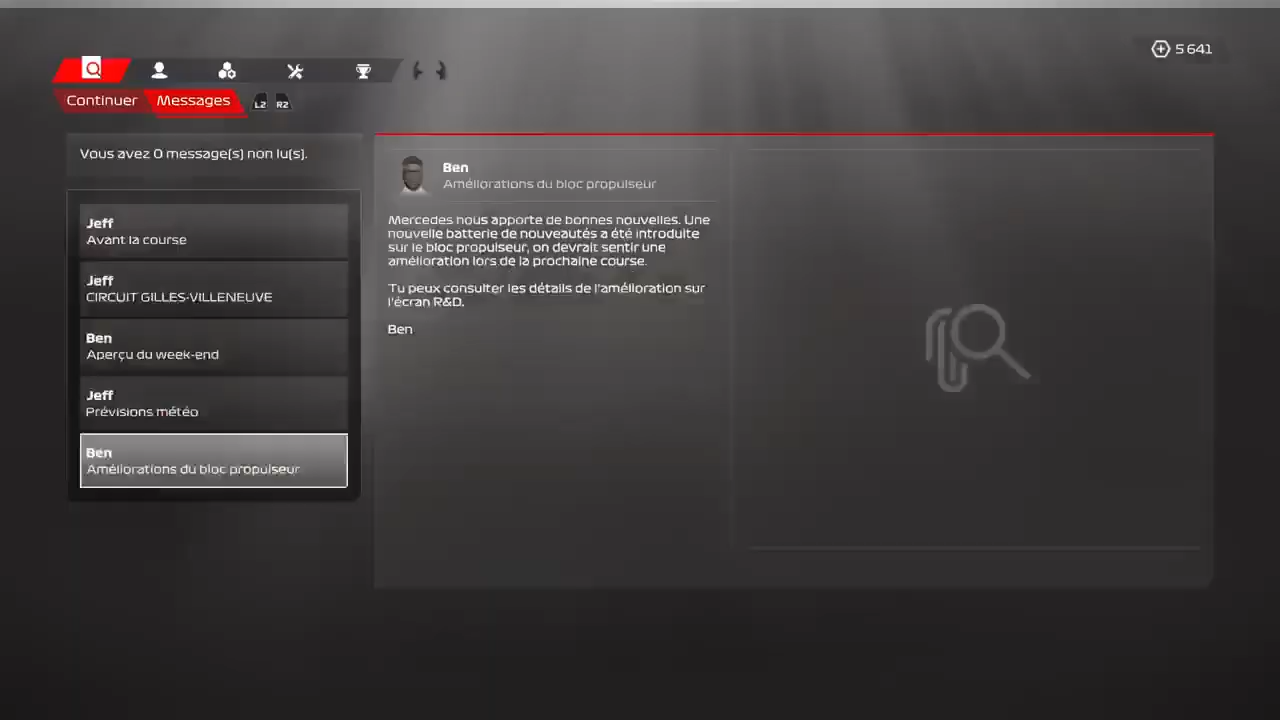 5 641
Continuer
Messages
L2
R2
Vous avez 0 message(s) non lu(s).
Jeff
Avant la course
Jeff
CIRCUIT GILLES-VILLENEUVE
Ben
Aperçu du week-end
Jeff
Prévisions météo
Ben
Améliorations du bloc propulseur
Ben
Améliorations du bloc propulseur
Mercedes nous apporte de bonnes nouvelles. Une
nouvelle batterie de nouveautés a été introduite
sur le bloc propulseur, on devrait sentir une
amélioration lors de la prochaine course.
Tu peux consulter les détails de l'amélioration sur
l'écran R&D.
Ben